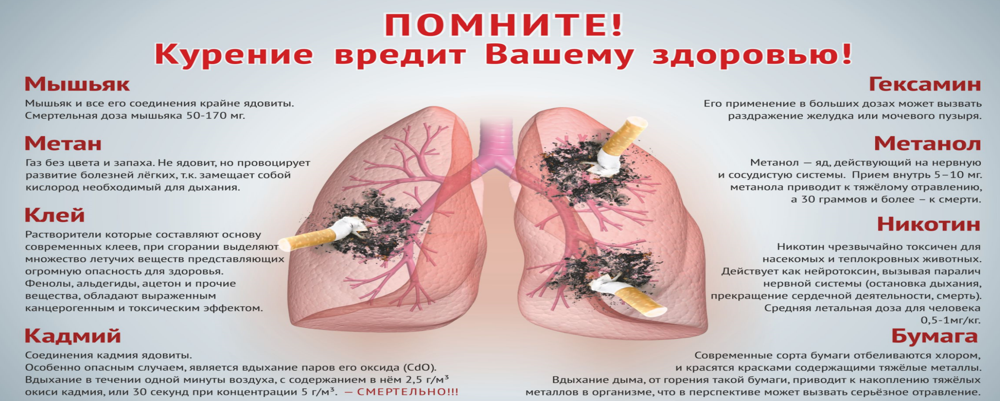 ПОМНИТЕ!
Курение вредит Вашему здоровью!
Мышьяк
Мышьяк и все его соединения крайне ядовиты.
Смертельная доза мышьяка 50-170 мг.
Метан
Газ без цвета и запаха. Не ядовит, но провоцирует
развитие болезней лёгких, т.к. замещает собой
кислород необходимый для дыхания.
Клей
Растворители которые составляют основу
современных клеев, при сгорании выделяют
множество летучих веществ представляющих
огромную опасность для здоровья.
Фенолы, альдегиды, ацетон и прочие
вещества, обладают выраженным
канцерогенным и токсическим эффектом.
Кадмий
Соединения кадмия ядовиты.
Особенно опасным случаем, является вдыхание паров его оксида (CdO).
Вдыхание в течении одной минуты воздуха, с содержанием в нём 2,5 г/м³
окиси кадмия, или 30 секунд при концентрации 5 г/м³. — СМЕРТЕЛЬНО!!!
Гексамин
Его применение в больших дозах может вызвать
раздражение желудка или мочевого пузыря.
Метанол
Метанол — яд, действующий на нервную
и сосудистую системы. Прием внутрь 5–10 мг.
метанола приводит к тяжёлому отравлению,
а 30 граммов и более – к смерти.
Никотин
Никотин чрезвычайно токсичен для
насекомых и теплокровных животных.
Действует как нейротоксин, вызывая паралич
нервной системы (остановка дыхания,
прекращение сердечной деятельности, смерть).
Средняя летальная доза для человека
0,5-1мг/кг.
Бумага
Современные сорта бумаги отбеливаются хлором,
и красятся красками содержащими тяжёлые металлы.
Вдыхание дыма, от горения такой бумаги, приводит к накоплению тяжёлых
металлов в организме, что в перспективе может вызвать серьёзное отравление.